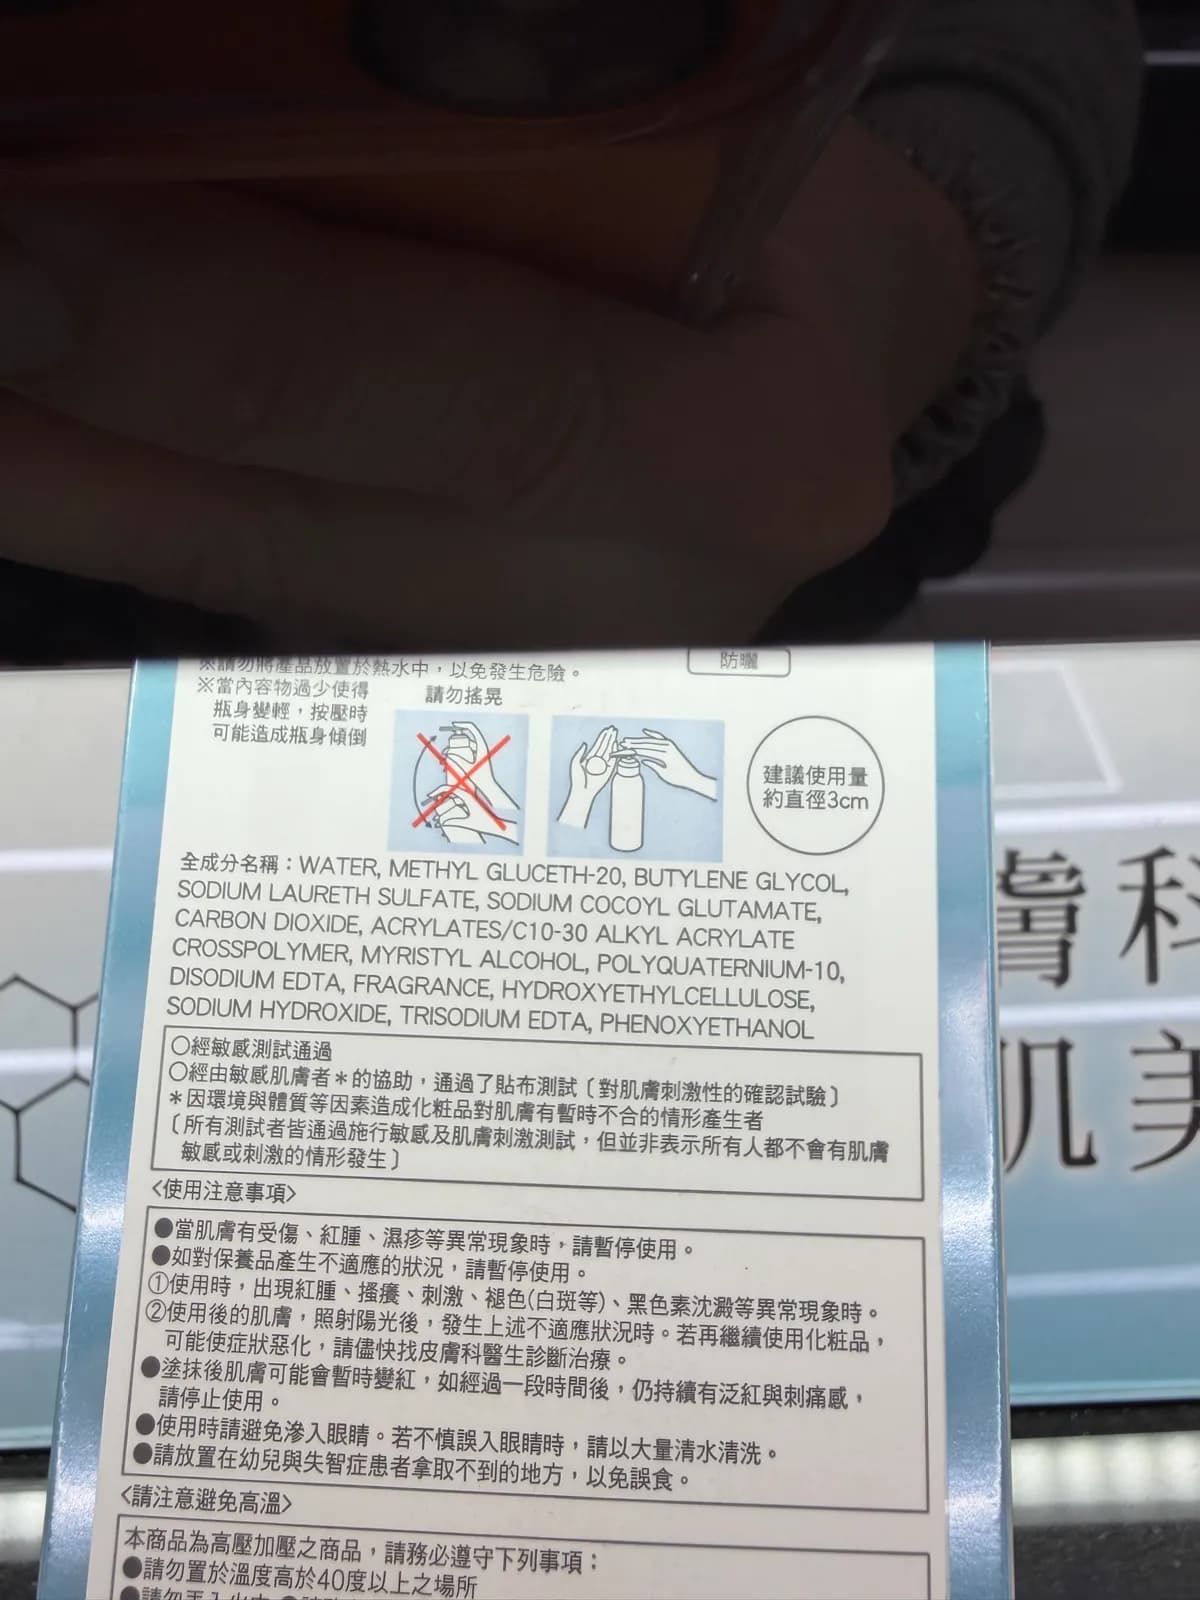 ※請勿將產品放置於熱水中，以免發生危險。
防曬
※當內容物過少使得
瓶身變輕，按壓時
可能造成瓶身傾倒
請勿搖晃
建議使用量
約直徑3cm
全成分名稱：WATER, METHYL GLUCETH-20, BUTYLENE GLYCOL,
SODIUM LAURETH SULFATE, SODIUM COCOYL GLUTAMATE,
CARBON DIOXIDE, ACRYLATES/C10-30 ALKYL ACRYLATE
CROSSPOLYMER, MYRISTYL ALCOHOL, POLYQUATERNIUM-10,
DISODIUM EDTA, FRAGRANCE, HYDROXYETHYLCELLULOSE,
SODIUM HYDROXIDE, TRISODIUM EDTA, PHENOXYETHANOL
○經敏感測試通過
○經由敏感肌膚者＊的協助，通過了貼布測試〔對肌膚刺激性的確認試驗〕
＊因環境與體質等因素造成化粧品對肌膚有暫時不合的情形產生者
〔所有測試者皆通過施行敏感及肌膚刺激測試，但並非表示所有人都不會有肌膚
敏感或刺激的情形發生〕
<使用注意事項>
●當肌膚有受傷、紅腫、濕疹等異常現象時，請暫停使用。
●如對保養品產生不適應的狀況，請暫停使用。
①使用時，出現紅腫、搔癢、刺激、褪色(白斑等)、黑色素沈澱等異常現象時。
②使用後的肌膚，照射陽光後，發生上述不適應狀況時。若再繼續使用化粧品，
可能使症狀惡化，請儘快找皮膚科醫生診斷治療。
●塗抹後肌膚可能會暫時變紅，如經過一段時間後，仍持續有泛紅與刺痛感，
請停止使用。
●使用時請避免滲入眼睛。若不慎誤入眼睛時，請以大量清水清洗。
●請放置在幼兒與失智症患者拿取不到的地方，以免誤食。
<請注意避免高溫>
本商品為高壓加壓之商品，請務必遵守下列事項：
●請勿置於溫度高於40度以上之場所
膚科
肌美